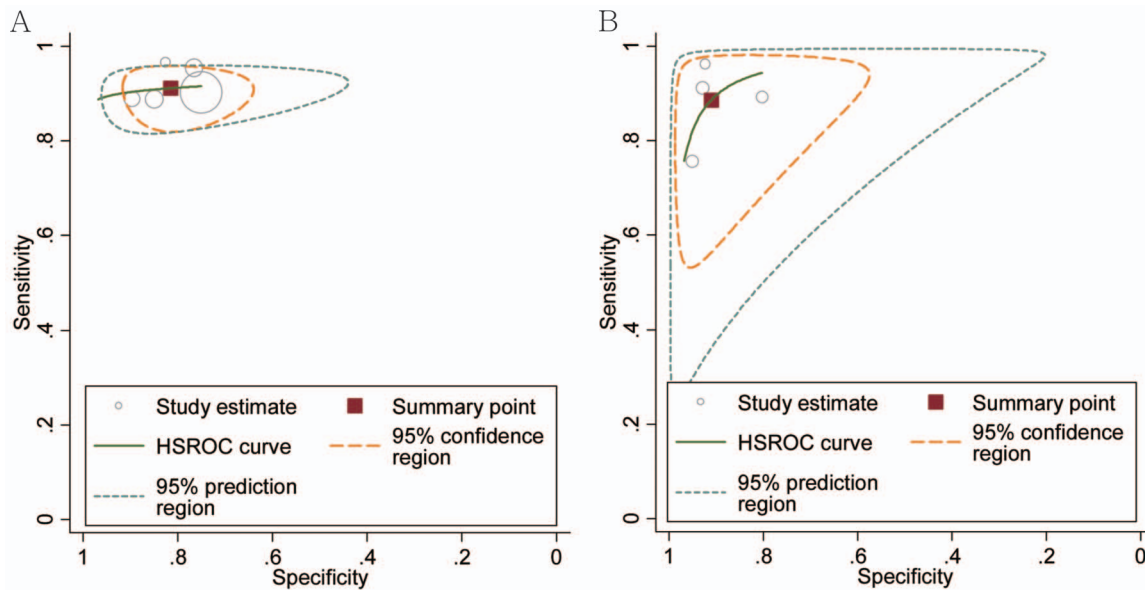 A
1
.8
.6
.4
.2
0
Sensitivity
Study estimate
Summary point
HSROC curve
95% confidence
region
95% prediction
region
1
.8
.6
.4
.2
0
Specificity
B
1
.8
.6
.4
.2
0
Sensitivity
Study estimate
Summary point
HSROC curve
95% confidence
region
95% prediction
region
1
.8
.6
.4
.2
0
Specificity